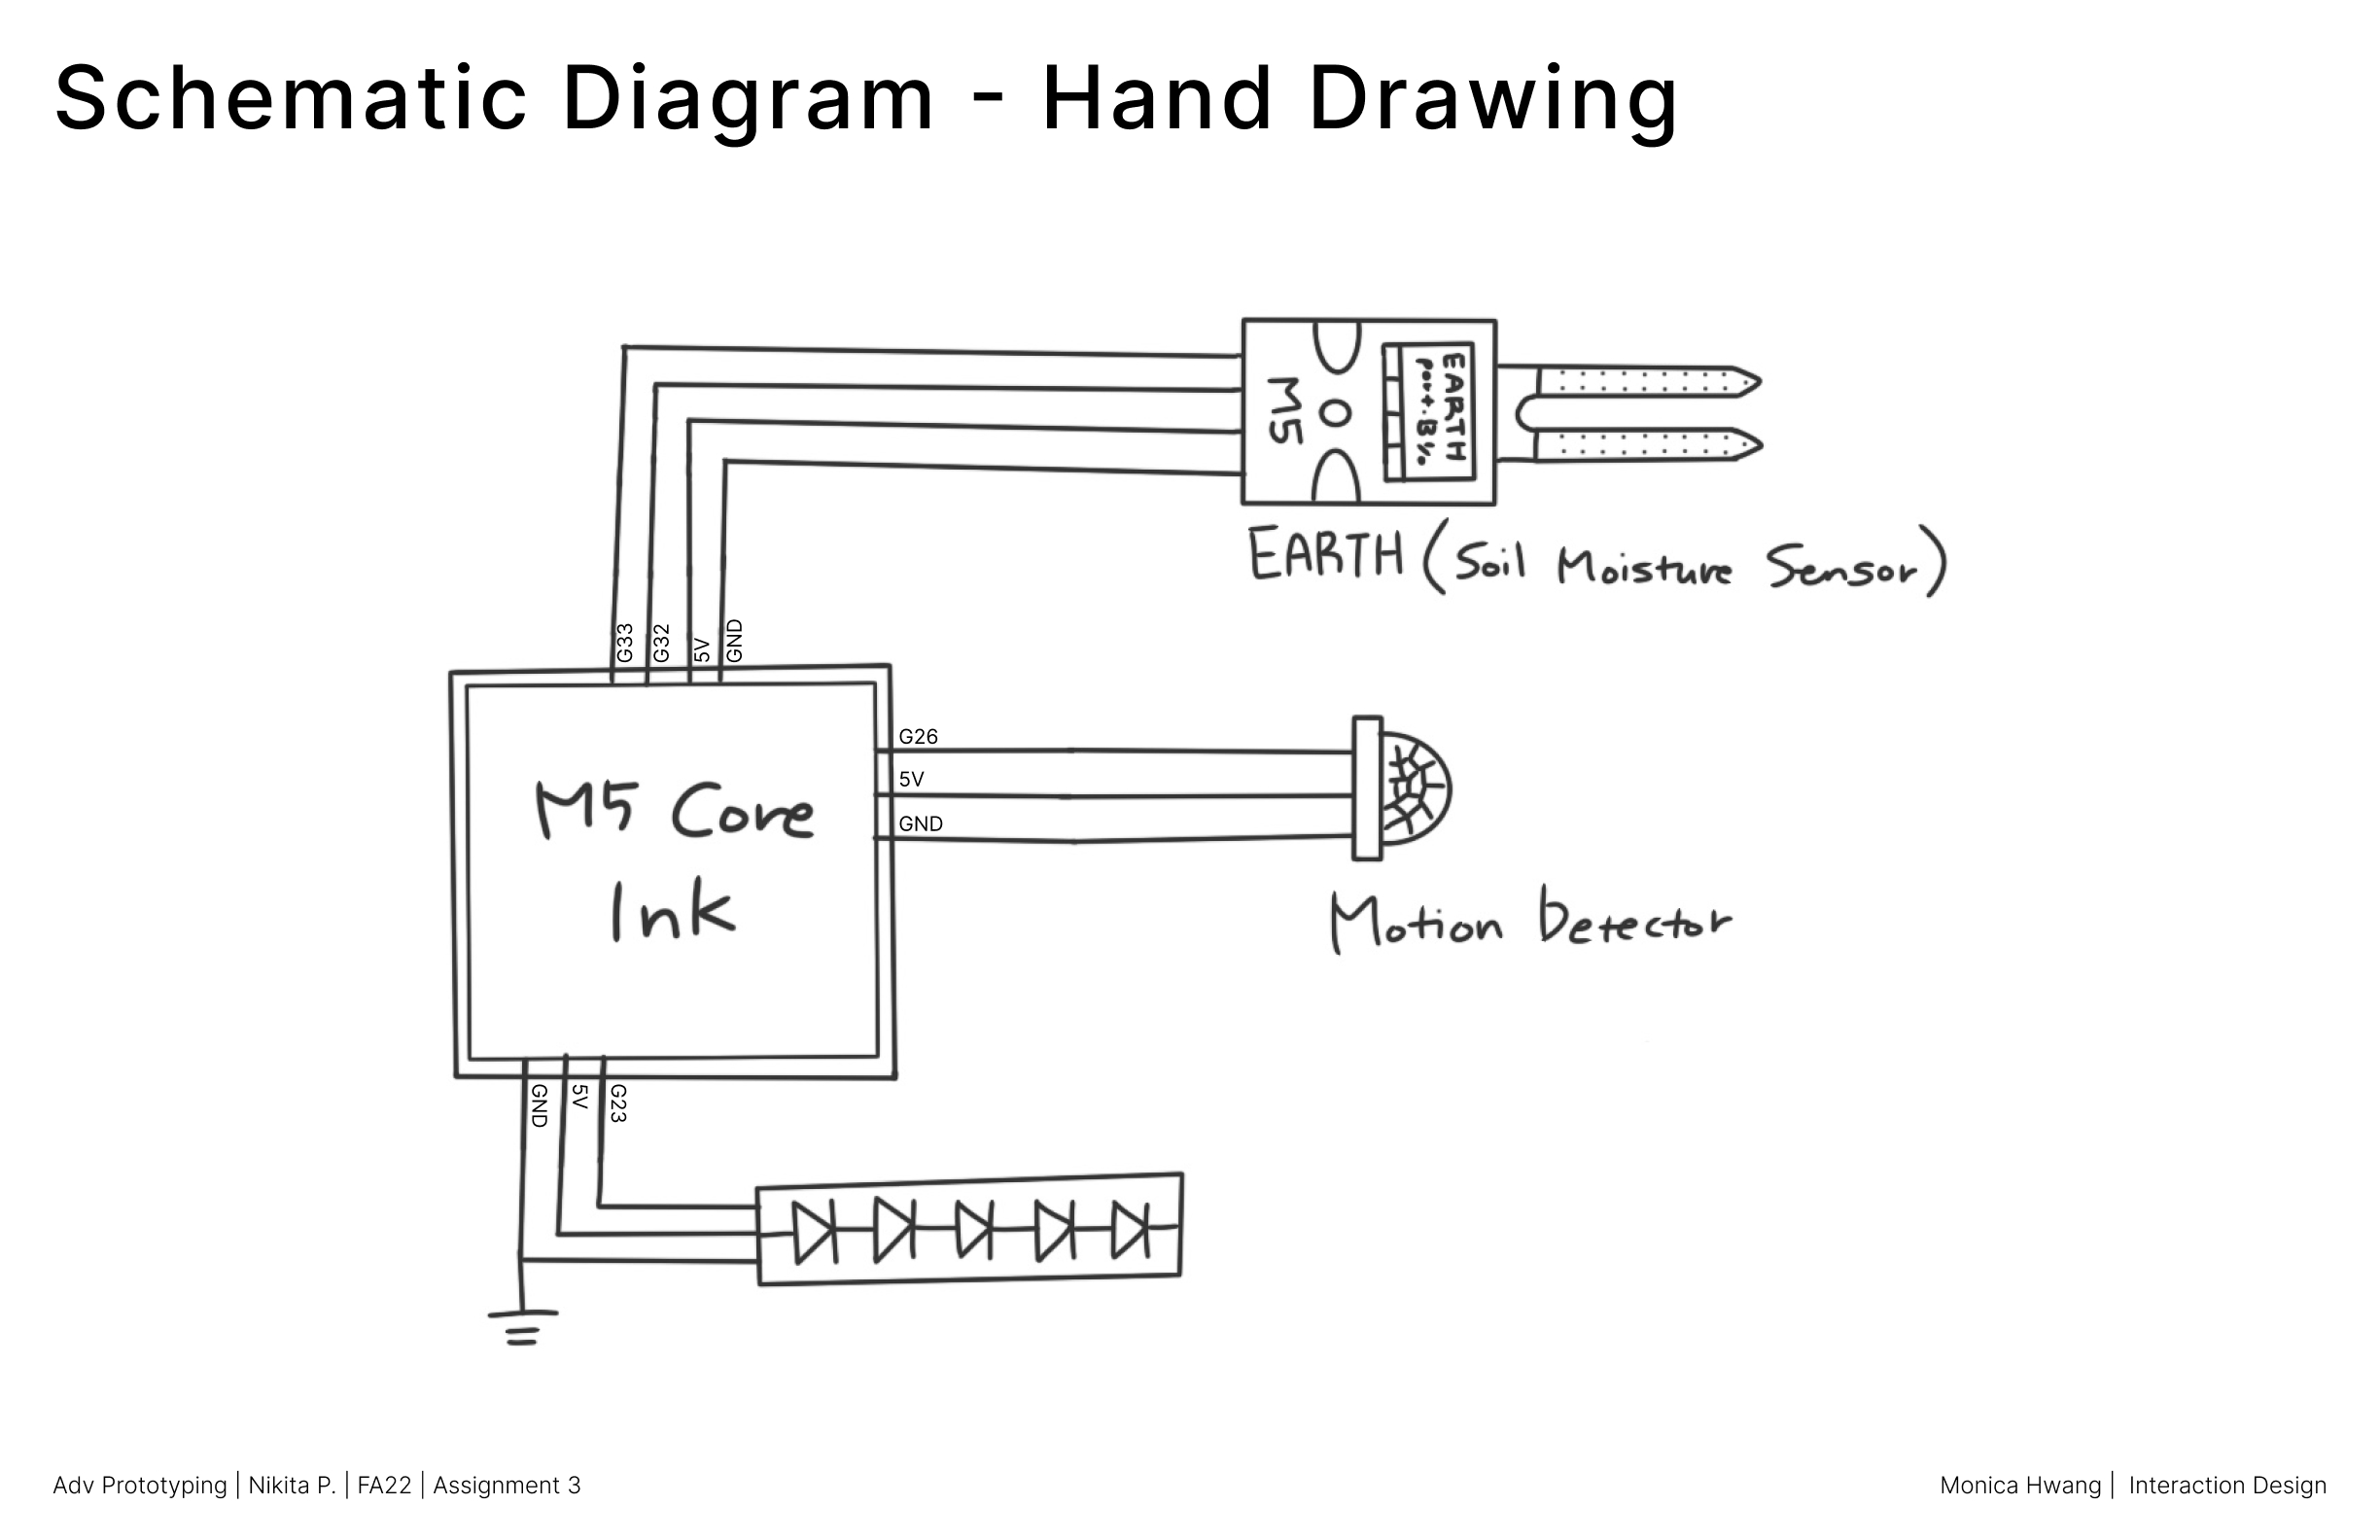 Schematic Diagram - Hand Drawing
M5
EARTH
Port.B
EARTH (Soil Moisture Sensor)
G33
G32
5V
GND
M5 Core
Ink
G26
5V
GND
Motion Detector
GND
5V
G23
Adv Prototyping | Nikita P. | FA22 | Assignment 3
Monica Hwang | Interaction Design